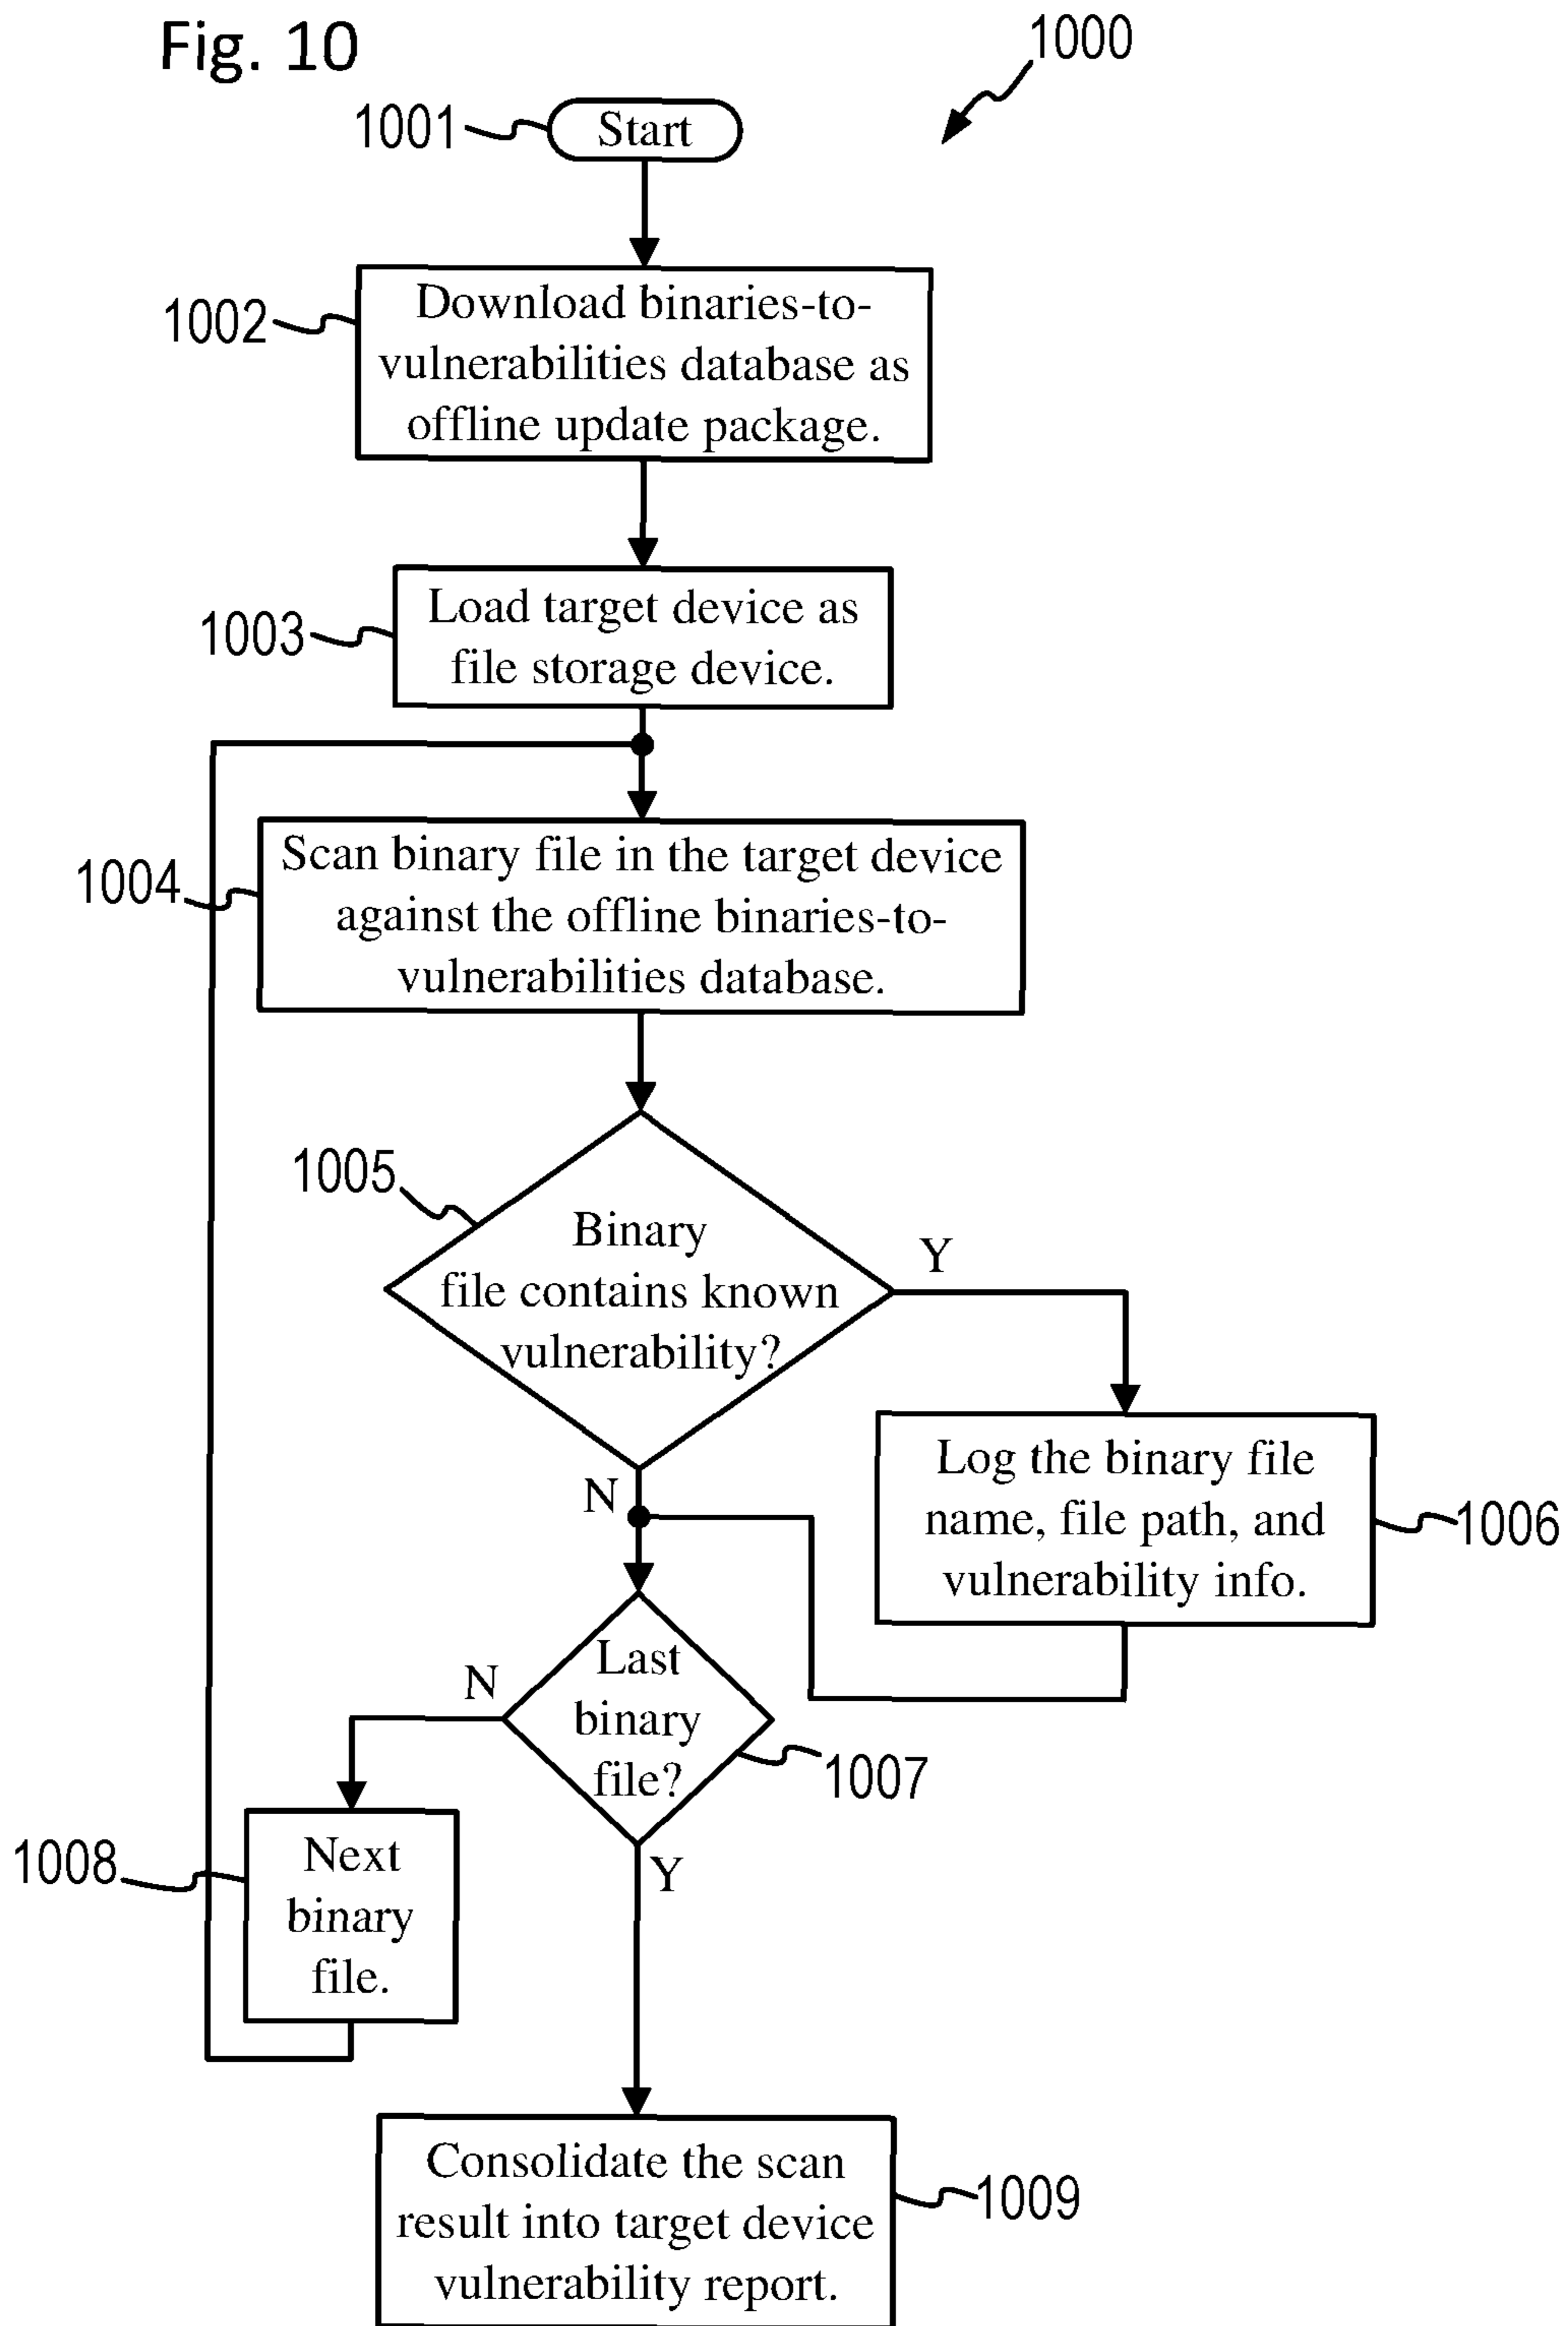 Fig. 10
1000
1001
Start
1002
Download binaries-to-
vulnerabilities database as
offline update package.
1003
Load target device as
file storage device.
1004
Scan binary file in the target device
against the offline binaries-to-
vulnerabilities database.
1005
Binary
file contains known
vulnerability?
Y
N
Log the binary file
name, file path, and
vulnerability info.
1006
Last
binary
file?
1007
N
Y
1008
Next
binary
file.
Consolidate the scan
result into target device
vulnerability report.
1009